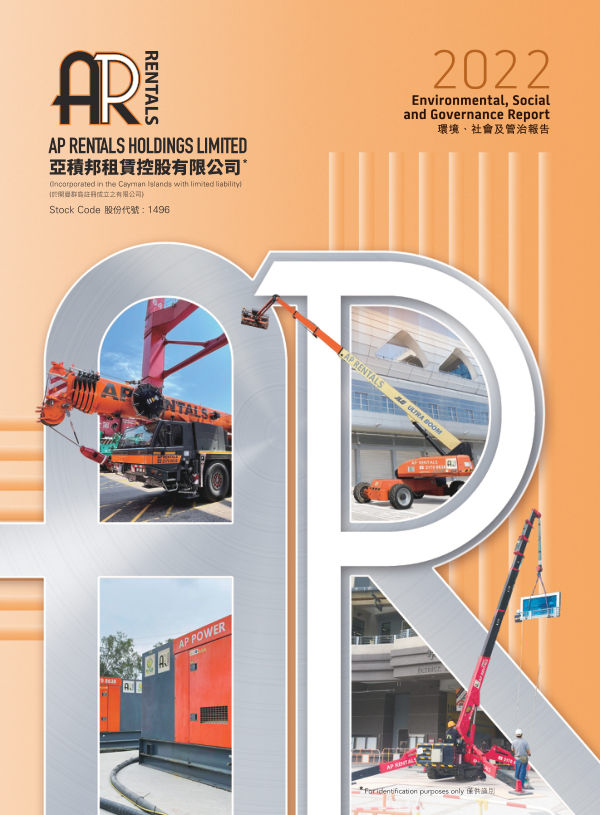 AP
RENTALS
AP RENTALS HOLDINGS LIMITED
亞積邦租賃控股有限公司*
(Incorporated in the Cayman Islands with limited liability)
(於開曼群島註冊成立之有限公司)
Stock Code 股份代號 : 1496
2022
Environmental, Social
and Governance Report
環境、社會及管治報告
AP RENTALS
AP RENTALS
JLG ULTRA BOOM
AP RENTALS
AP POWER
AP RENTALS
* For identification purposes only 僅供識別